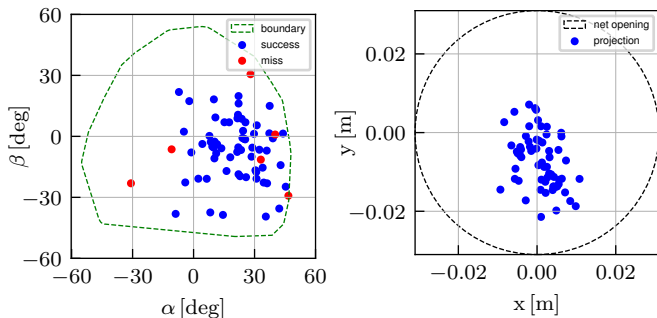 60
30
0
−30
−60
−60
−30
0
30
60
β [deg]
α [deg]
boundary
success
miss
0.02
0.00
−0.02
−0.02
0.00
0.02
y [m]
x [m]
net opening
projection